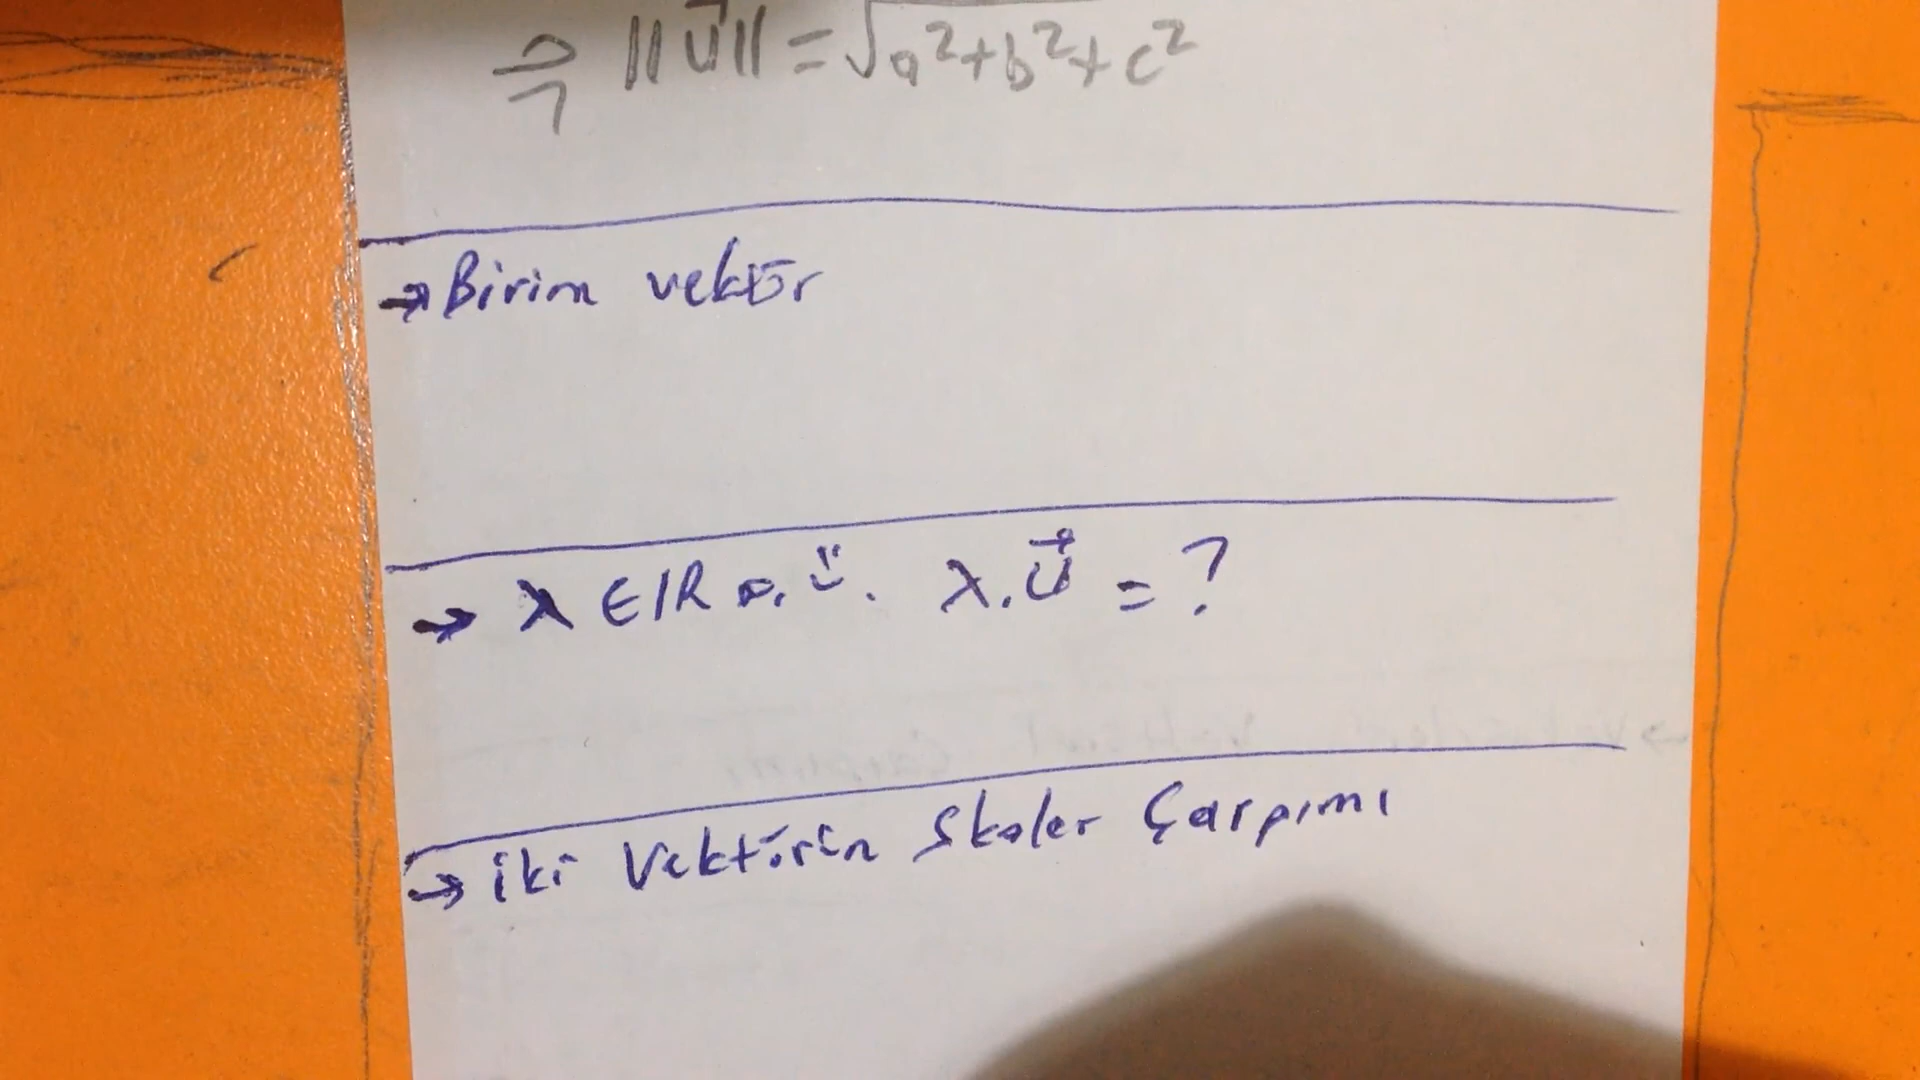 ⇒ ||u⃗|| = √a²+b²+c²
→ Birim vektör
→ λ ∈ IR o.ü. λ.u⃗ = ?
→ iki Vektörün Skaler Çarpımı